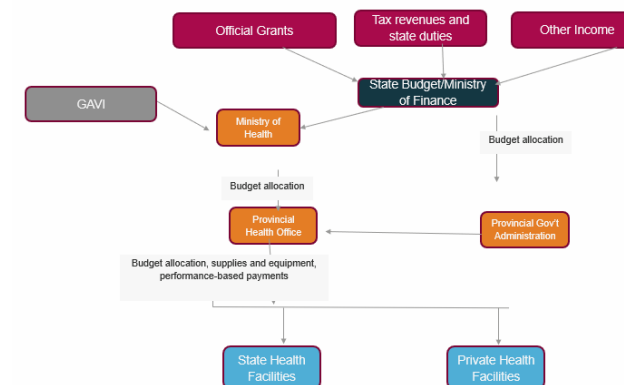 Official Grants
Tax revenues and
state duties
Other Income
State Budget/Ministry
of Finance
GAVI
Ministry of
Health
Budget allocation
Budget allocation
Provincial
Health Office
Provincial Gov't
Administration
Budget allocation, supplies and equipment,
performance-based payments
State Health
Facilities
Private Health
Facilities